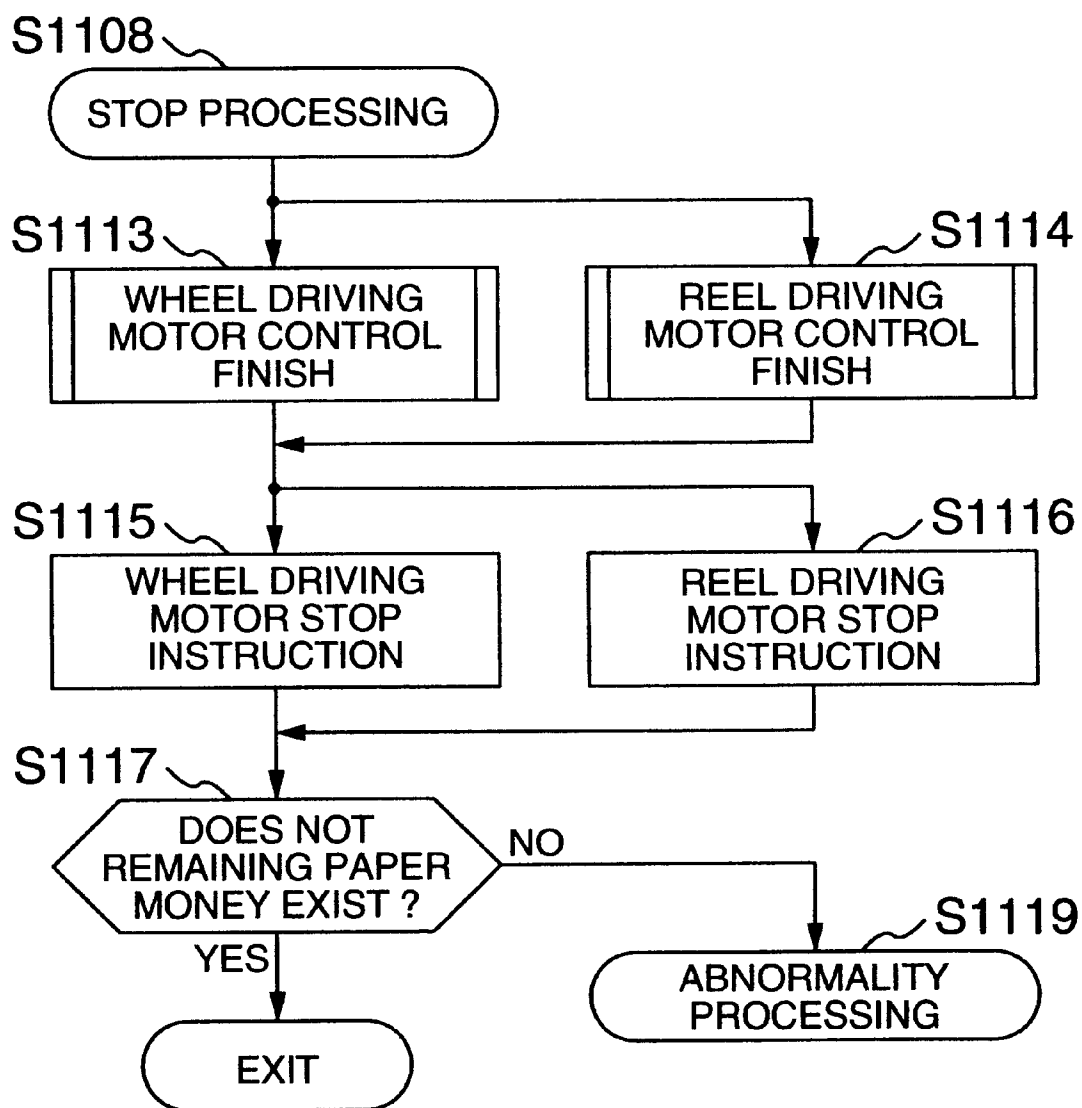 S1108
STOP PROCESSING
S1113
WHEEL DRIVING
MOTOR CONTROL
FINISH
S1114
REEL DRIVING
MOTOR CONTROL
FINISH
S1115
WHEEL DRIVING
MOTOR STOP
INSTRUCTION
S1116
REEL DRIVING
MOTOR STOP
INSTRUCTION
S1117
DOES NOT
REMAINING PAPER
MONEY EXIST ?
NO
YES
S1119
ABNORMALITY
PROCESSING
EXIT